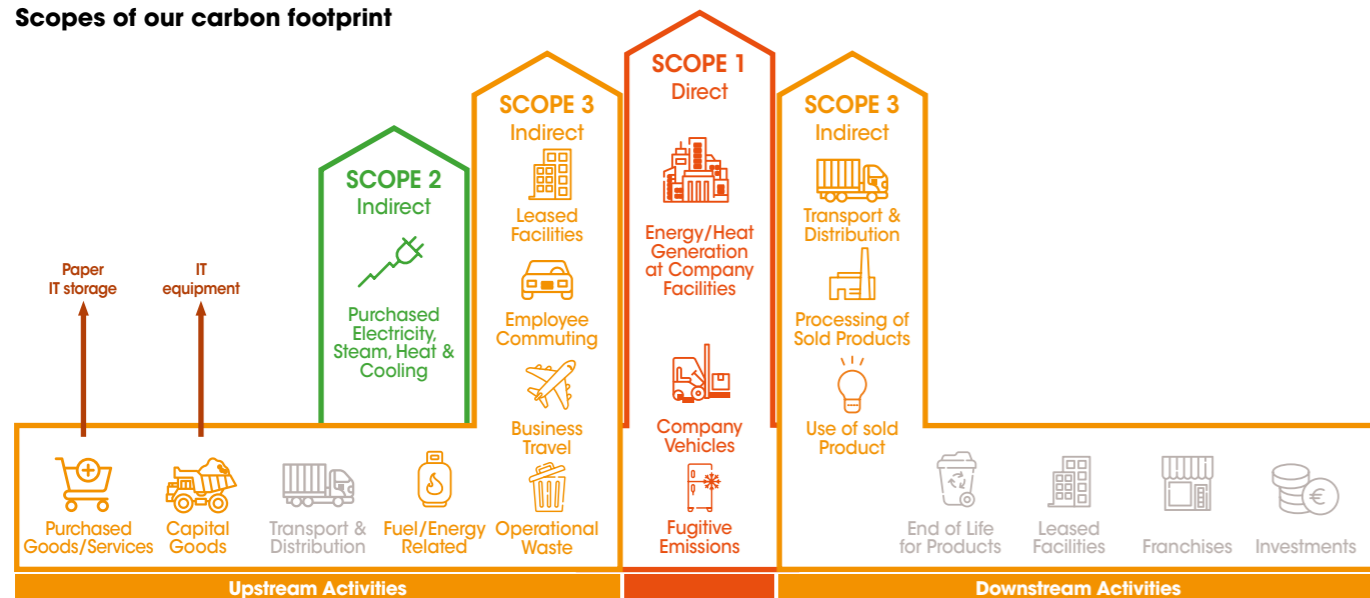 Scopes of our carbon footprint
Paper
IT storage
IT
equipment
SCOPE 2
Indirect
Purchased
Electricity,
Steam, Heat &
Cooling
SCOPE 3
Indirect
Leased
Facilities
Employee
Commuting
Business
Travel
Operational
Waste
SCOPE 1
Direct
Energy/Heat
Generation
at Company
Facilities
Company
Vehicles
Fugitive
Emissions
SCOPE 3
Indirect
Transport &
Distribution
Processing of
Sold Products
Use of sold
Product
Purchased
Goods/Services
Capital
Goods
Transport &
Distribution
Fuel/Energy
Related
End of Life
for Products
Leased
Facilities
Franchises
€
Investments
Upstream Activities
Downstream Activities